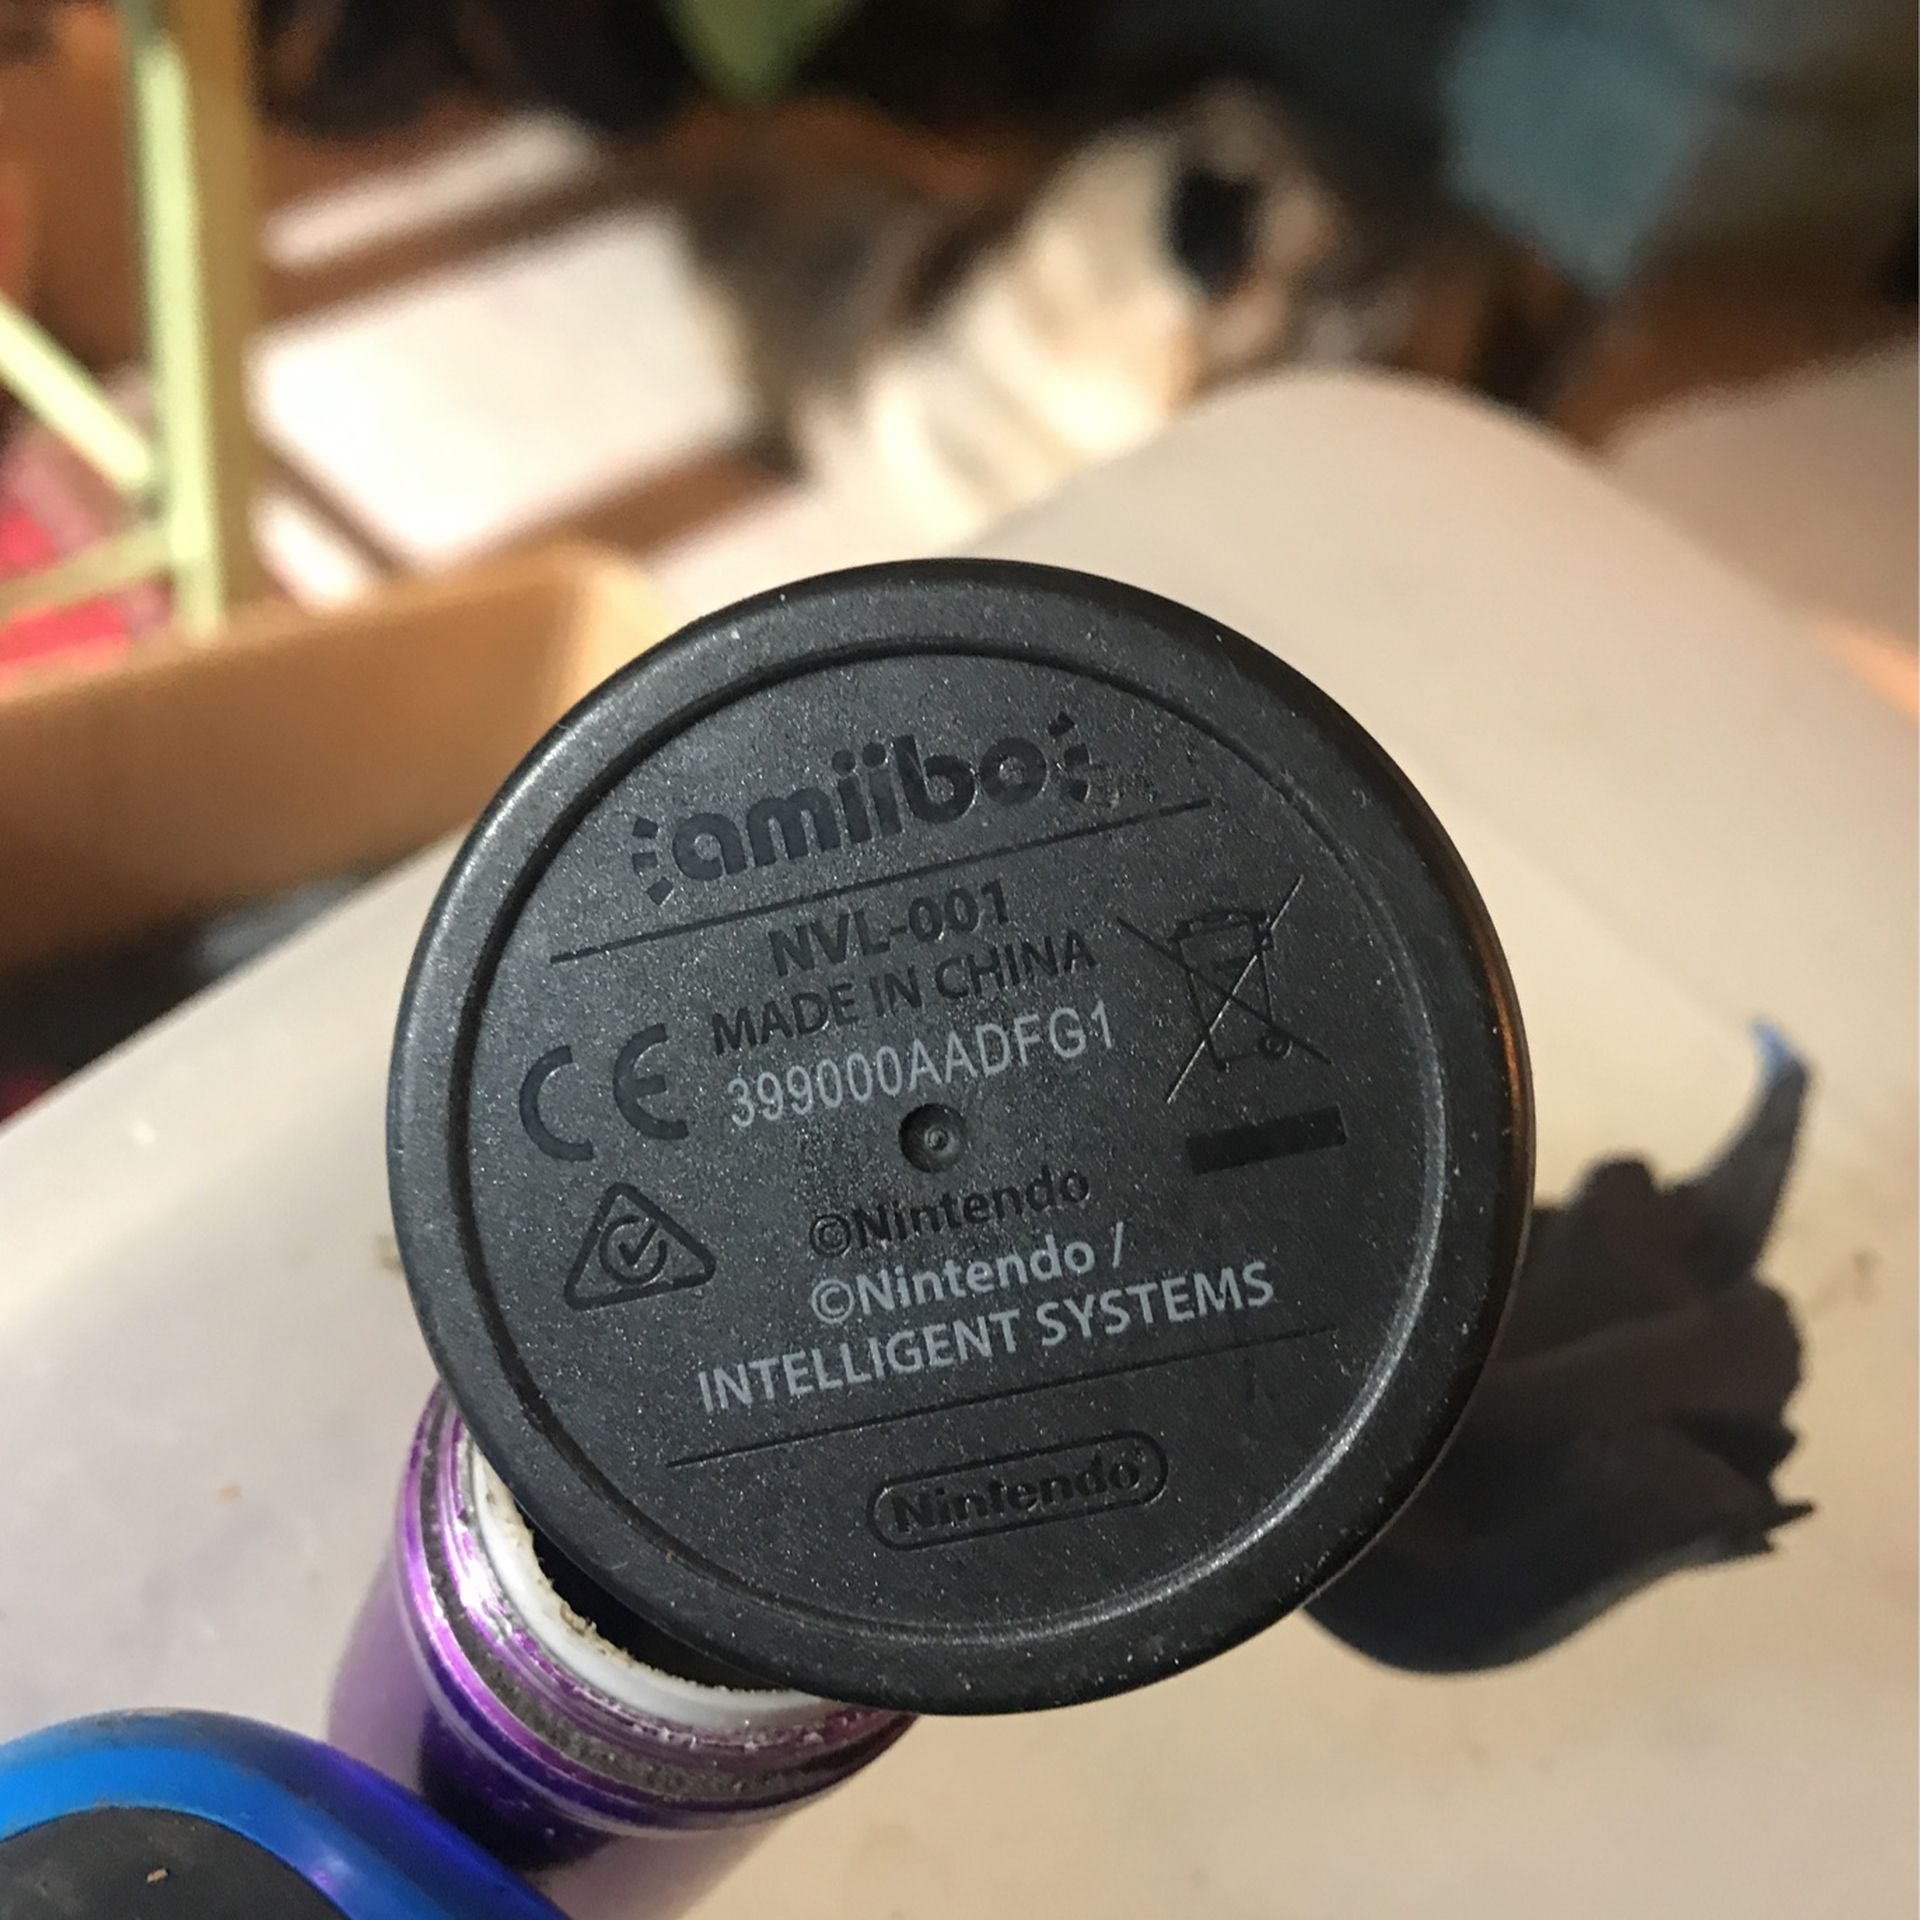 amiibo
NVL-001
MADE IN CHINA
399000AADFG1
CE
©Nintendo
©Nintendo /
INTELLIGENT SYSTEMS
Nintendo